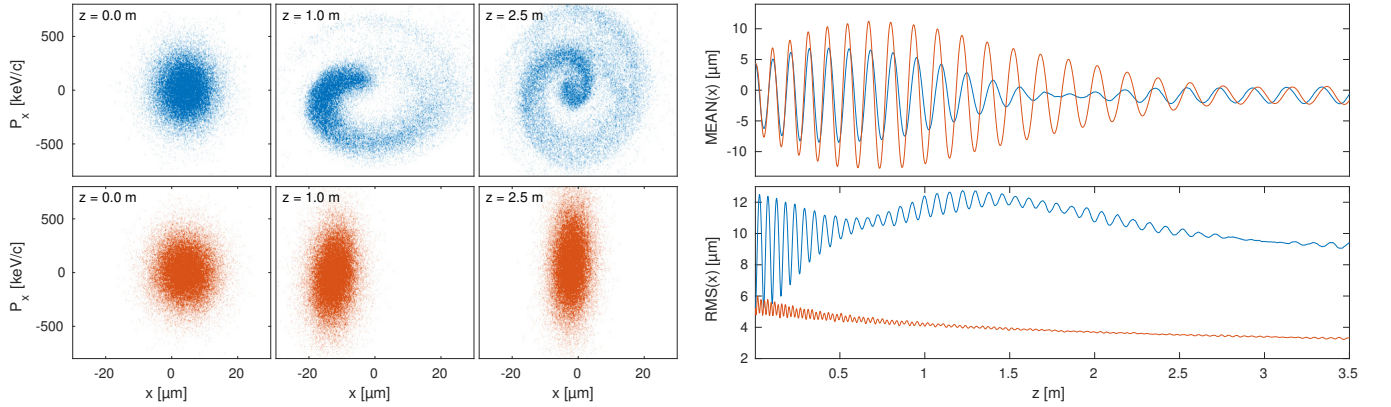 z = 0.0 m
z = 1.0 m
z = 2.5 m
500
0
-500
P_x [keV/c]
z = 0.0 m
z = 1.0 m
z = 2.5 m
500
0
-500
P_x [keV/c]
-20 0 20
-20 0 20
-20 0 20
x [μm]
x [μm]
x [μm]
10
5
0
-5
-10
MEAN(x) [μm]
12
10
8
6
4
2
RMS(x) [μm]
0.5 1 1.5 2 2.5 3 3.5
z [m]